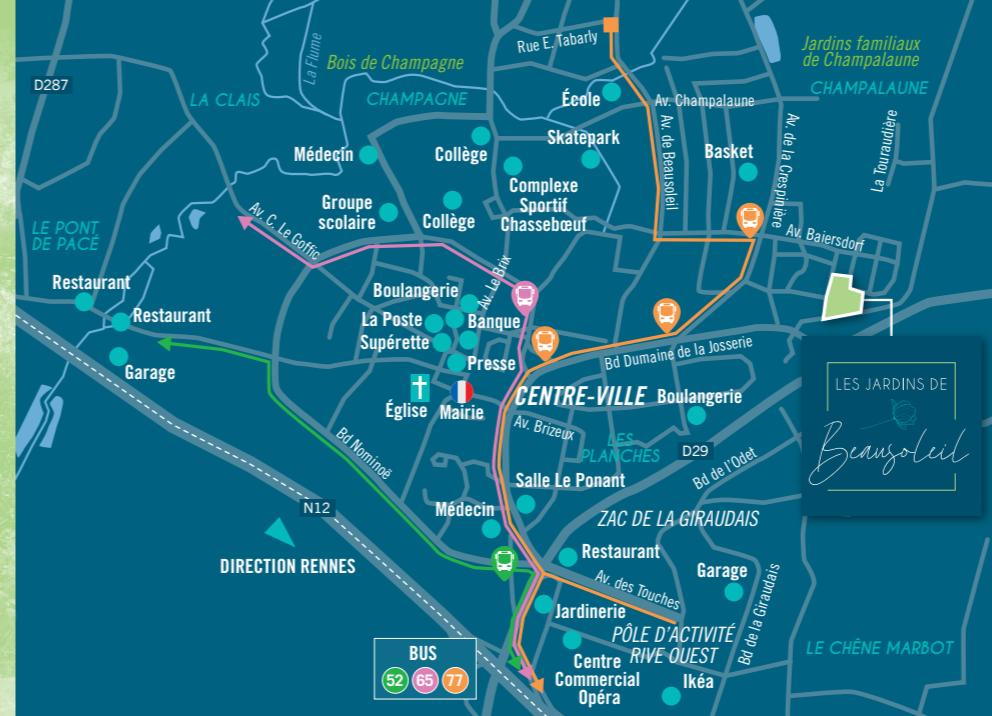 Rue E. Tabarly
La Flume
Bois de Champagne
Jardins familiaux
de Champalaune
CHAMPALAUNE
D287
LA CLAIS
CHAMPAGNE
École
Av. Champalaune
Av. de Beausoleil
Av. de la Crespinière
La Touraudière
Médecin
Collège
Skatepark
Basket
Complexe
Sportif
Chassebœuf
Groupe
scolaire
Collège
Av. C. Le Goffic
LE PONT
DE PACÉ
Av. Baiersdorf
Av. Le Brix
Restaurant
Restaurant
Boulangerie
La Poste
Banque
Supérette
Presse
Garage
Bd Dumaine de la Josserie
Église
Mairie
CENTRE-VILLE
Boulangerie
LES JARDINS DE
Beausoleil
Av. Brizeux
LES
PLANCHES
D29
Bd Nominoë
Bd de l'Odet
Salle Le Ponant
N12
Médecin
ZAC DE LA GIRAUDAIS
DIRECTION RENNES
Restaurant
Garage
Av. des Touches
Bd de la Giraudais
Jardinerie
PÔLE D'ACTIVITÉ
RIVE OUEST
LE CHÊNE MARBOT
BUS
52 65 77
Centre
Commercial
Opéra
Ikéa